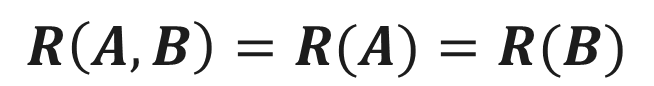 R(A, B) = R(A) = R(B)